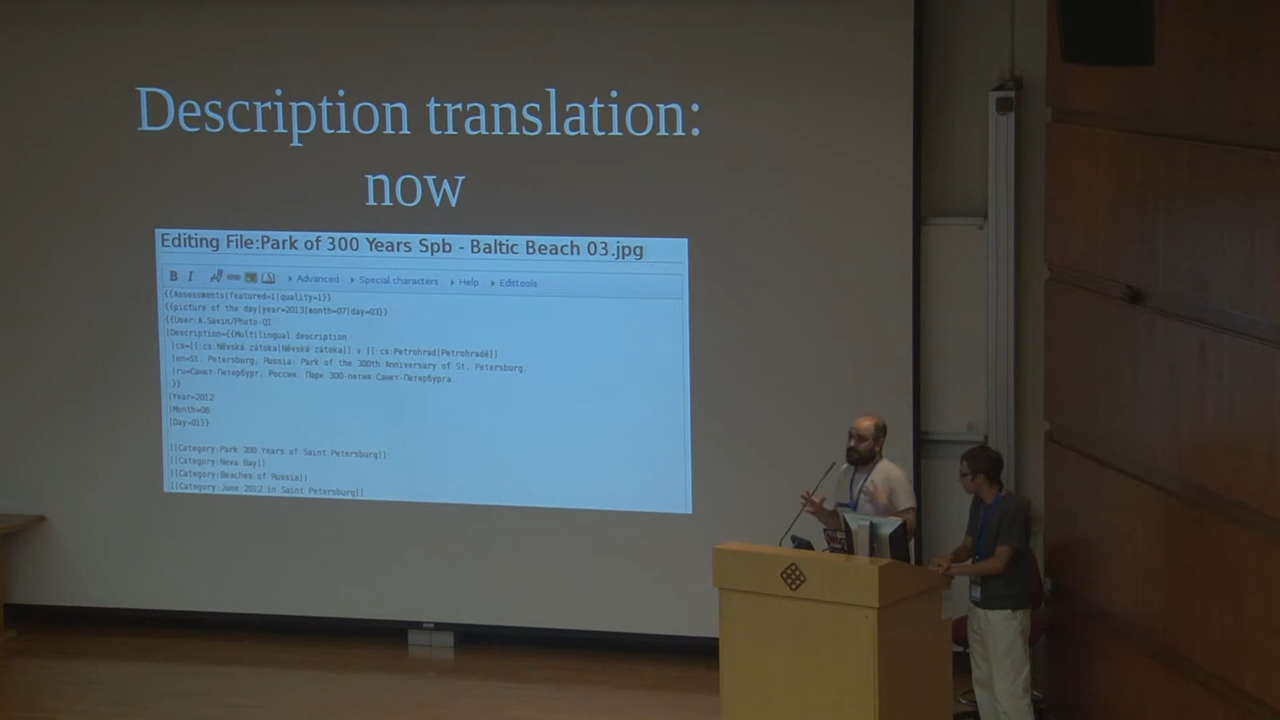 Description translation:
now
Editing File:Park of 300 Years Spb - Baltic Beach 03.jpg
B I Advanced Special characters Help Edittools
{{Assessments|featured=1|quality=1}}
{{picture of the day|year=2013|month=07|day=03}}
{{User:A.Savin/Photo-QI
|Description={{Multilingual description
|cs=[[:cs:Něvská zátoka|Něvská zátoka]] v [[:cs:Petrohrad|Petrohradě]]
|en=St. Petersburg, Russia: Park of the 300th Anniversary of St. Petersburg.
|ru=Санкт-Петербург, Россия. Парк 300-летия Санкт-Петербурга.
}}
|Year=2012
|Month=06
|Day=01}}
[[Category:Park 300 Years of Saint Petersburg]]
[[Category:Neva Bay]]
[[Category:Beaches of Russia]]
[[Category:June 2012 in Saint Petersburg]]